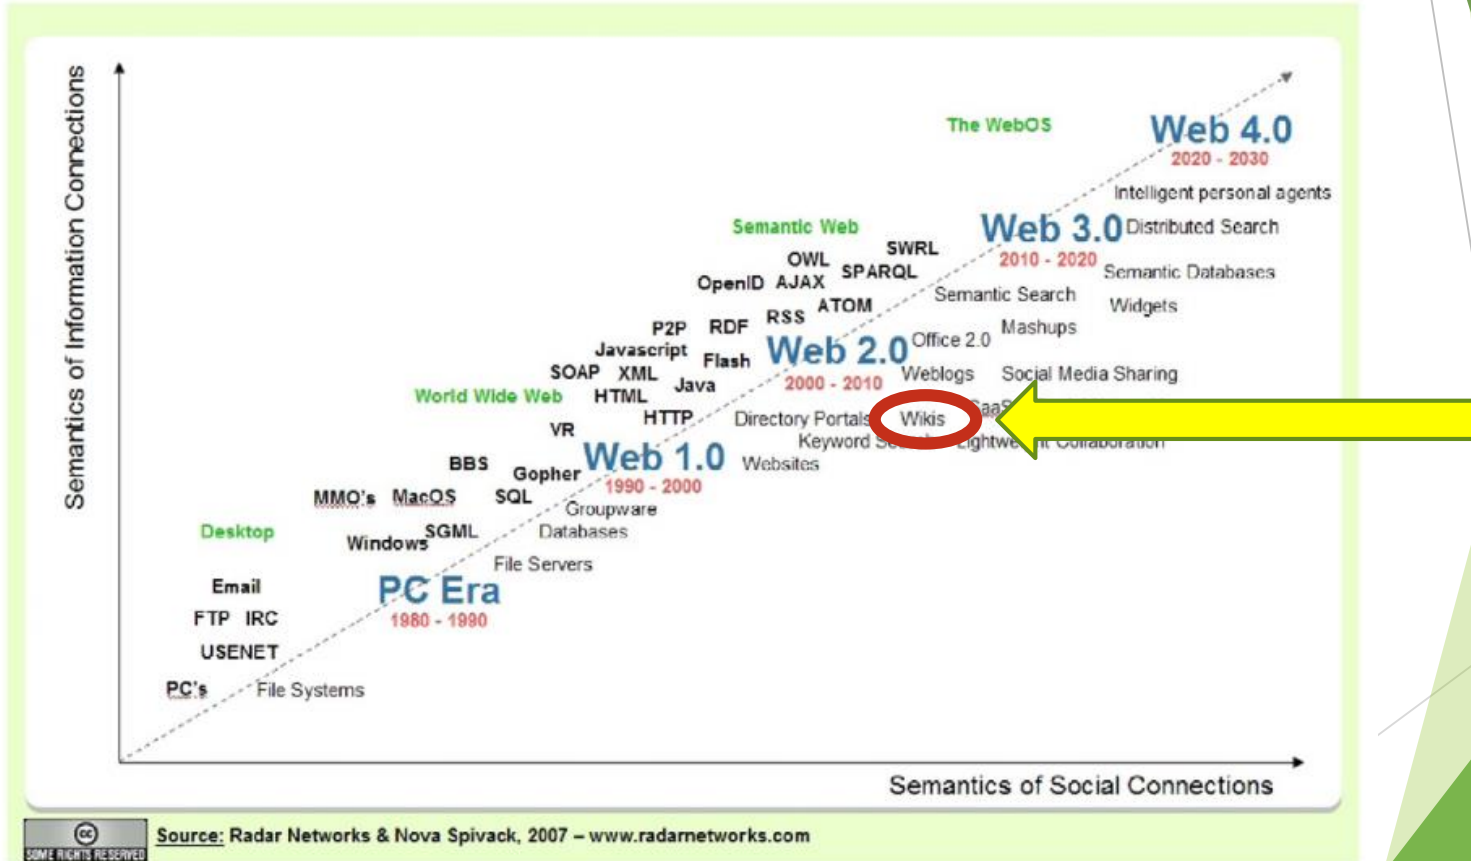 Semantics of Information Connections
The WebOS
Web 4.0
2020 - 2030
Intelligent personal agents
Semantic Web
Web 3.0
Distributed Search
SWRL
2010 - 2020
OWL
SPARQL
Semantic Databases
OpenID AJAX
Semantic Search
Widgets
ATOM
RSS
P2P RDF
Mashups
Office 2.0
Javascript
Flash
Web 2.0
SOAP XML
2000 - 2010
Weblogs
Social Media Sharing
Java
World Wide Web
HTML
HTTP
Directory Portals
Wikis
VR
Keyword
Collaboration
Web 1.0
BBS
Websites
Gopher
1990 - 2000
MMO's MacOS
SQL
Groupware
Desktop
SGML
Databases
Windows
File Servers
Email
PC Era
FTP IRC
1980 - 1990
USENET
PC's
File Systems
Semantics of Social Connections
cc
SOME RIGHTS RESERVED
Source: Radar Networks & Nova Spivack, 2007 – www.radarnetworks.com